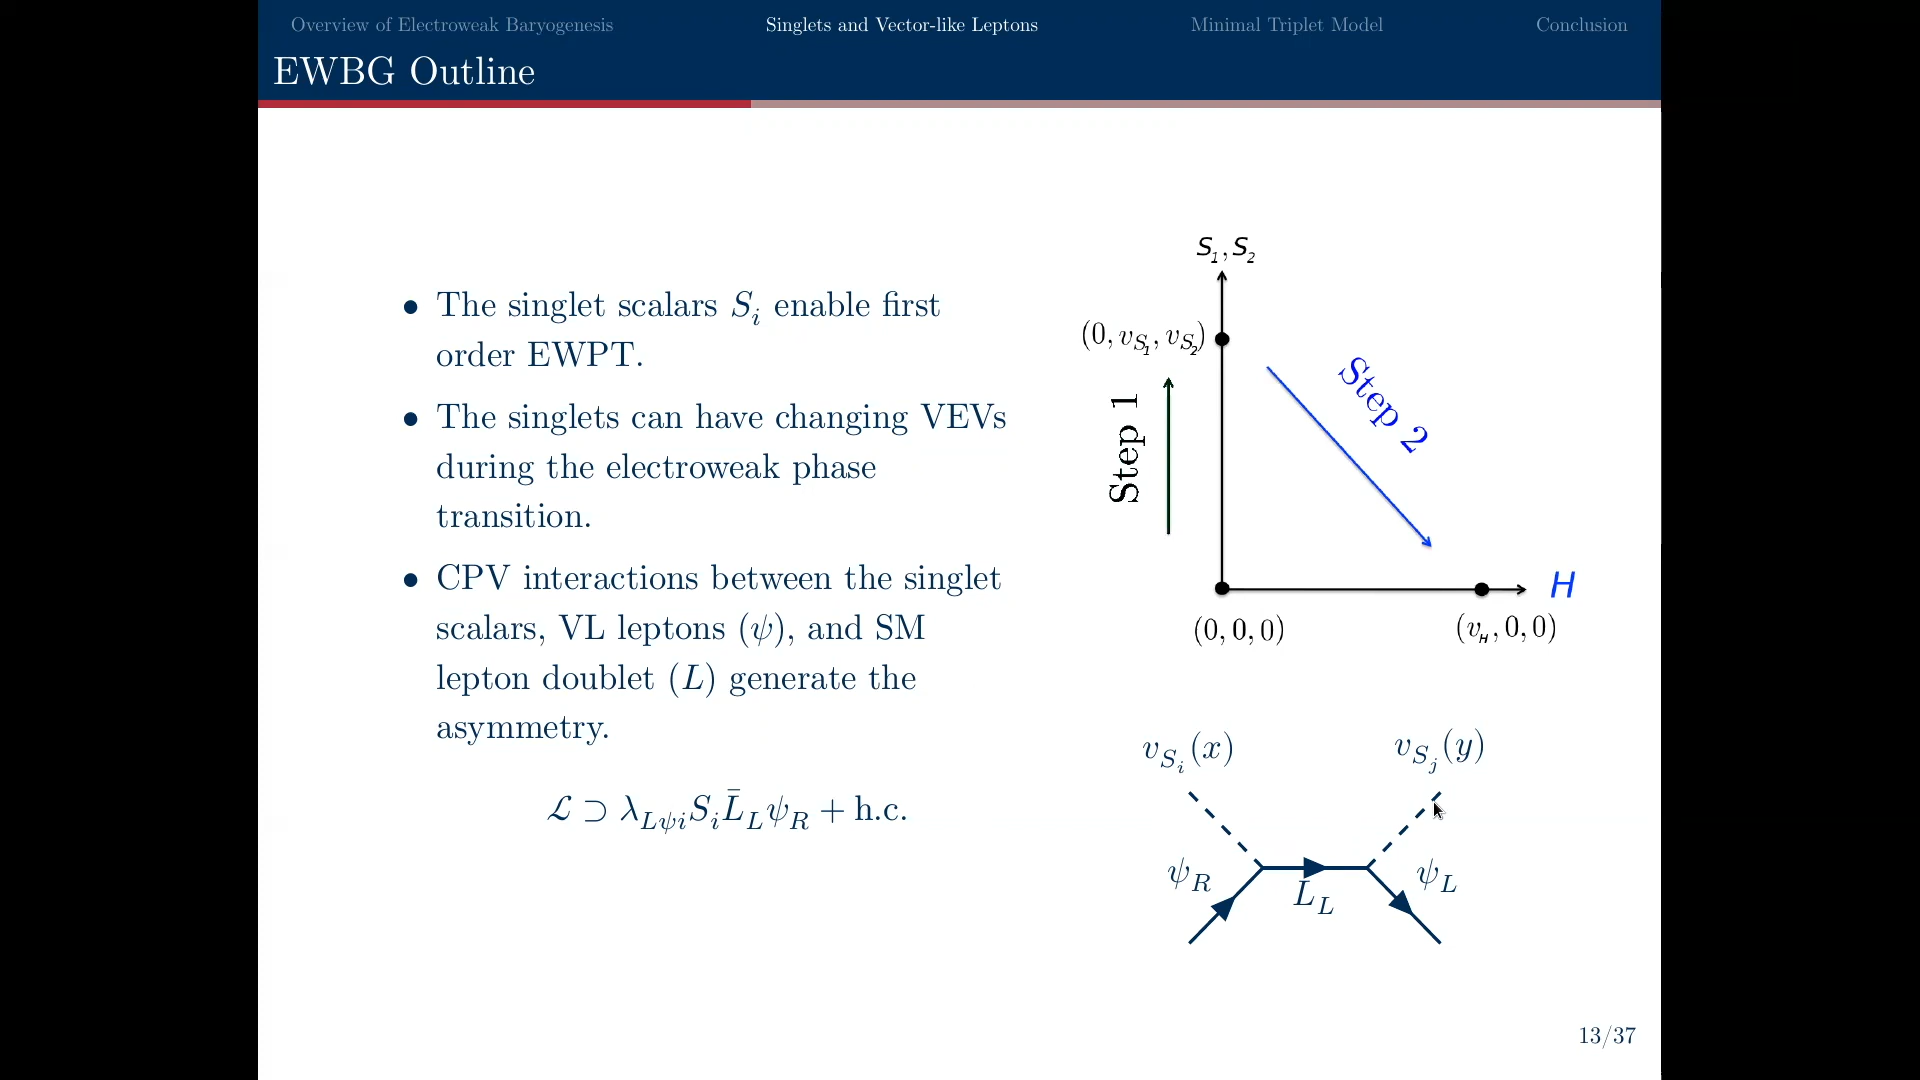 Overview of Electroweak Baryogenesis
Singlets and Vector-like Leptons
Minimal Triplet Model
Conclusion
EWBG Outline
• The singlet scalars S_i enable first
order EWPT.
• The singlets can have changing VEVs
during the electroweak phase
transition.
• CPV interactions between the singlet
scalars, VL leptons (ψ), and SM
lepton doublet (L) generate the
asymmetry.
ℒ ⊃ λ_{Lψi} S_i L̄_L ψ_R + h.c.
S_1, S_2
(0, v_{S_1}, v_{S_2})
Step 1
Step 2
H
(0, 0, 0)
(v_H, 0, 0)
v_{S_i}(x)
v_{S_j}(y)
ψ_R
L_L
ψ_L
13/37